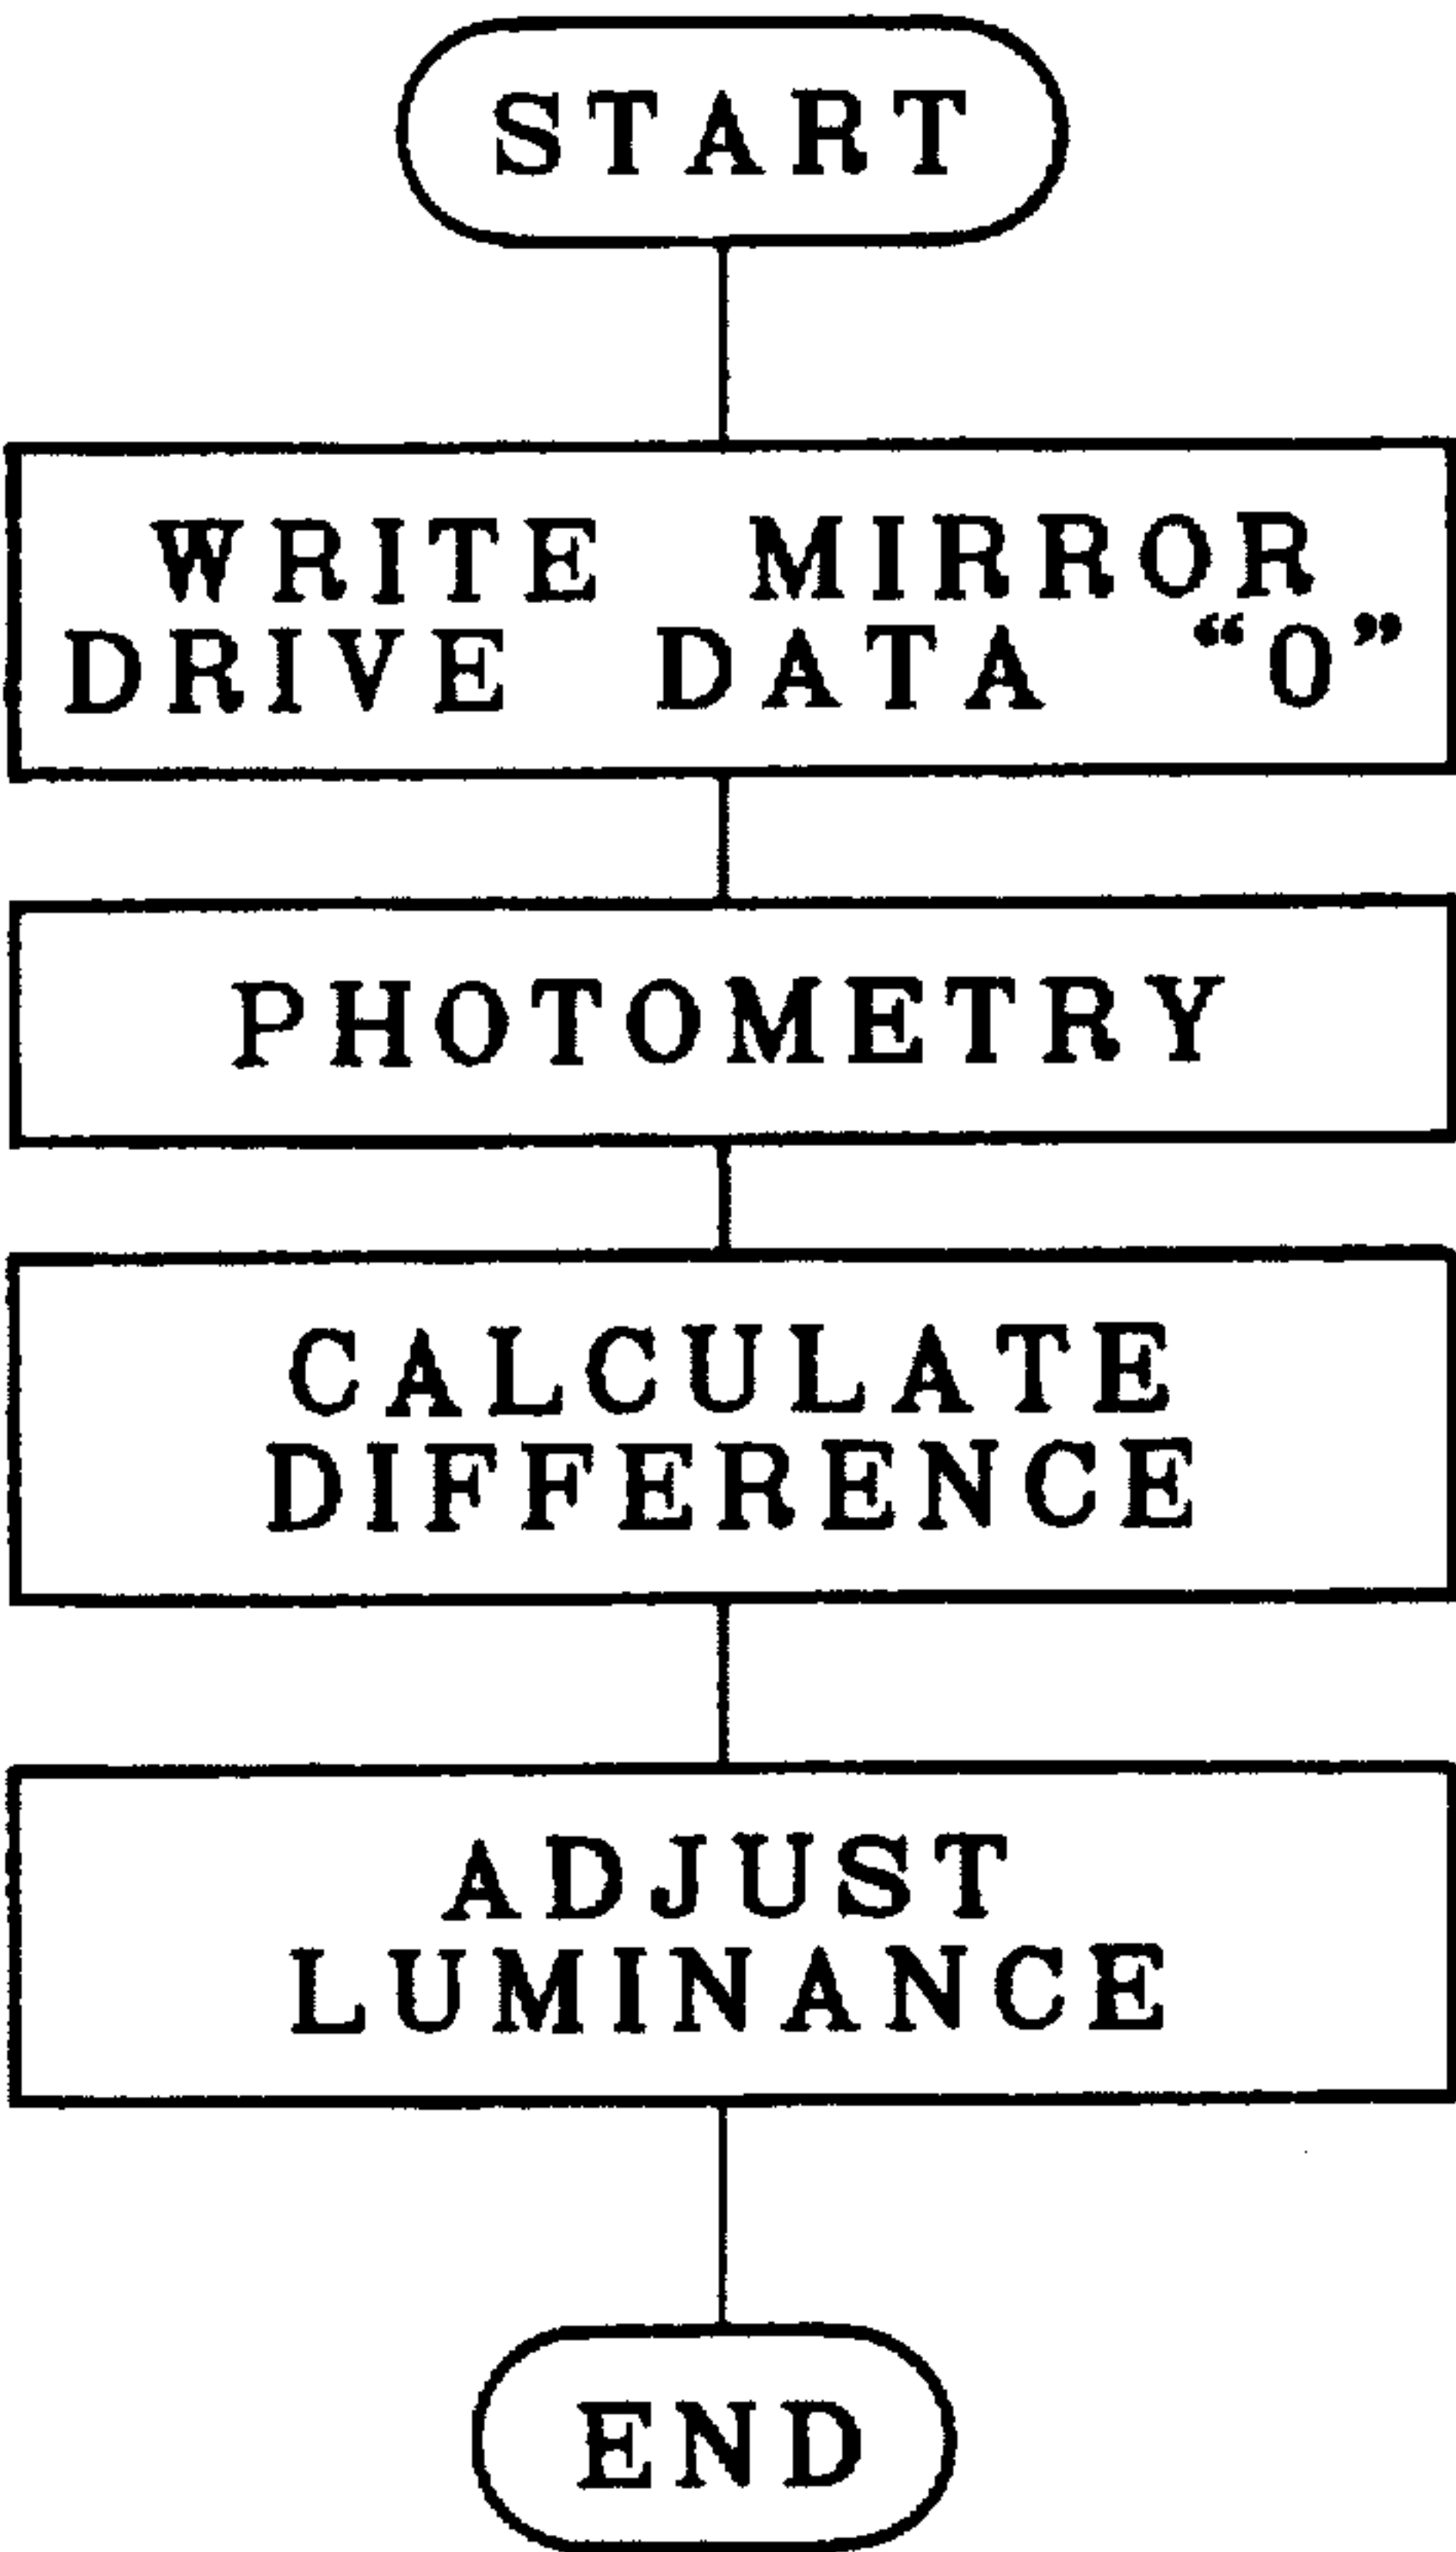 START
WRITE MIRROR
DRIVE DATA “0”
PHOTOMETRY
CALCULATE
DIFFERENCE
ADJUST
LUMINANCE
END